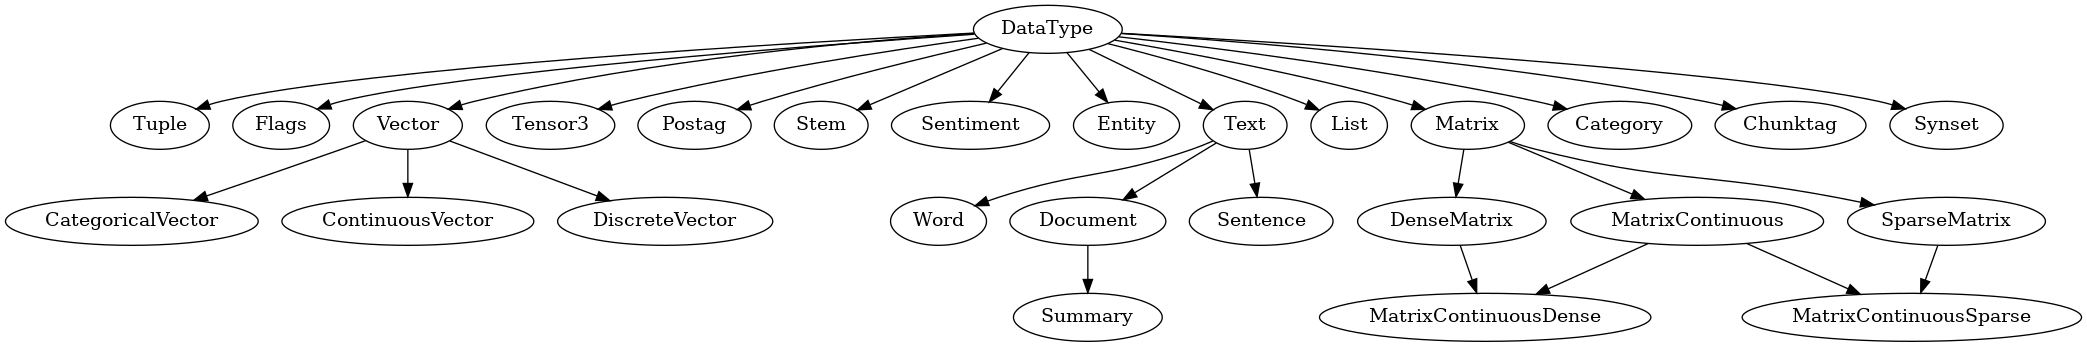 DataType
Tuple
Flags
Vector
Tensor3
Postag
Stem
Sentiment
Entity
Text
List
Matrix
Category
Chunktag
Synset
CategoricalVector
ContinuousVector
DiscreteVector
Word
Document
Sentence
DenseMatrix
MatrixContinuous
SparseMatrix
Summary
MatrixContinuousDense
MatrixContinuousSparse